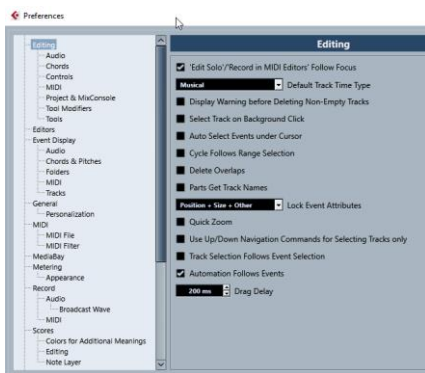 Preferences
Editing
Audio
Chords
Controls
MIDI
Project & MixConsole
Tool Modifiers
Tools
Editors
Event Display
Audio
Chords & Pitches
Folders
MIDI
Tracks
General
Personalization
MIDI
MIDI File
MIDI Filter
MediaBay
Metering
Appearance
Record
Audio
Broadcast Wave
MIDI
Scores
Colors for Additional Meanings
Editing
Note Layer
Editing
'Edit Solo'/'Record in MIDI Editors' Follow Focus
Musical Default Track Time Type
Display Warning before Deleting Non-Empty Tracks
Select Track on Background Click
Auto Select Events under Cursor
Cycle Follows Range Selection
Delete Overlaps
Parts Get Track Names
Position + Size + Other Lock Event Attributes
Quick Zoom
Use Up/Down Navigation Commands for Selecting Tracks only
Track Selection Follows Event Selection
Automation Follows Events
200 ms Drag Delay